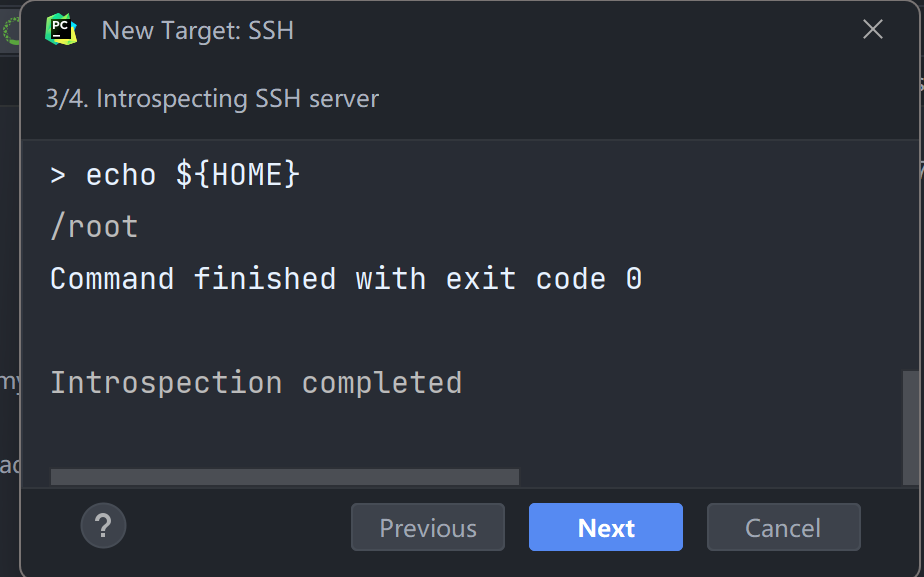 PC
New Target: SSH
3/4. Introspecting SSH server
> echo ${HOME}
/root
Command finished with exit code 0
Introspection completed
?
Previous
Next
Cancel